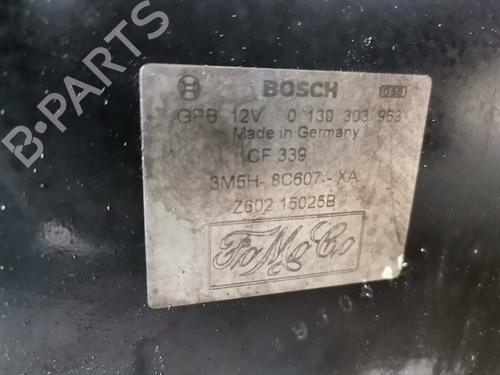 B-PARTS
BOSCH
GPB 12V 0 130 303 963
Made in Germany
CF 339
3M5H-8C607-XA
Z602 15025B
FoMoCo